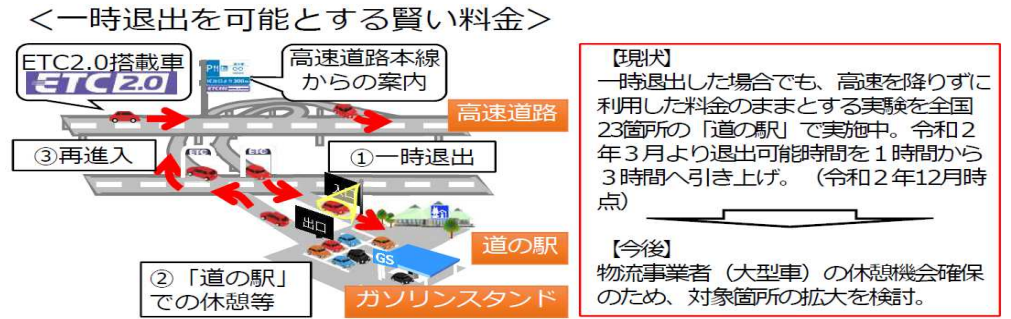 ＜一時退出を可能とする賢い料金＞
ETC2.0搭載車
ETC2.0
高速道路本線
からの案内
高速道路
③再進入
ETC
ETC
①一時退出
入口
出口
道の駅
GS
②「道の駅」
での休憩等
ガソリンスタンド
【現状】
一時退出した場合でも、高速を降りずに
利用した料金のままとする実験を全国
23箇所の「道の駅」で実施中。令和２
年３月より退出可能時間を１時間から
３時間へ引き上げ。（令和２年12月時
点）
【今後】
物流事業者（大型車）の休憩機会確保
のため、対象箇所の拡大を検討。